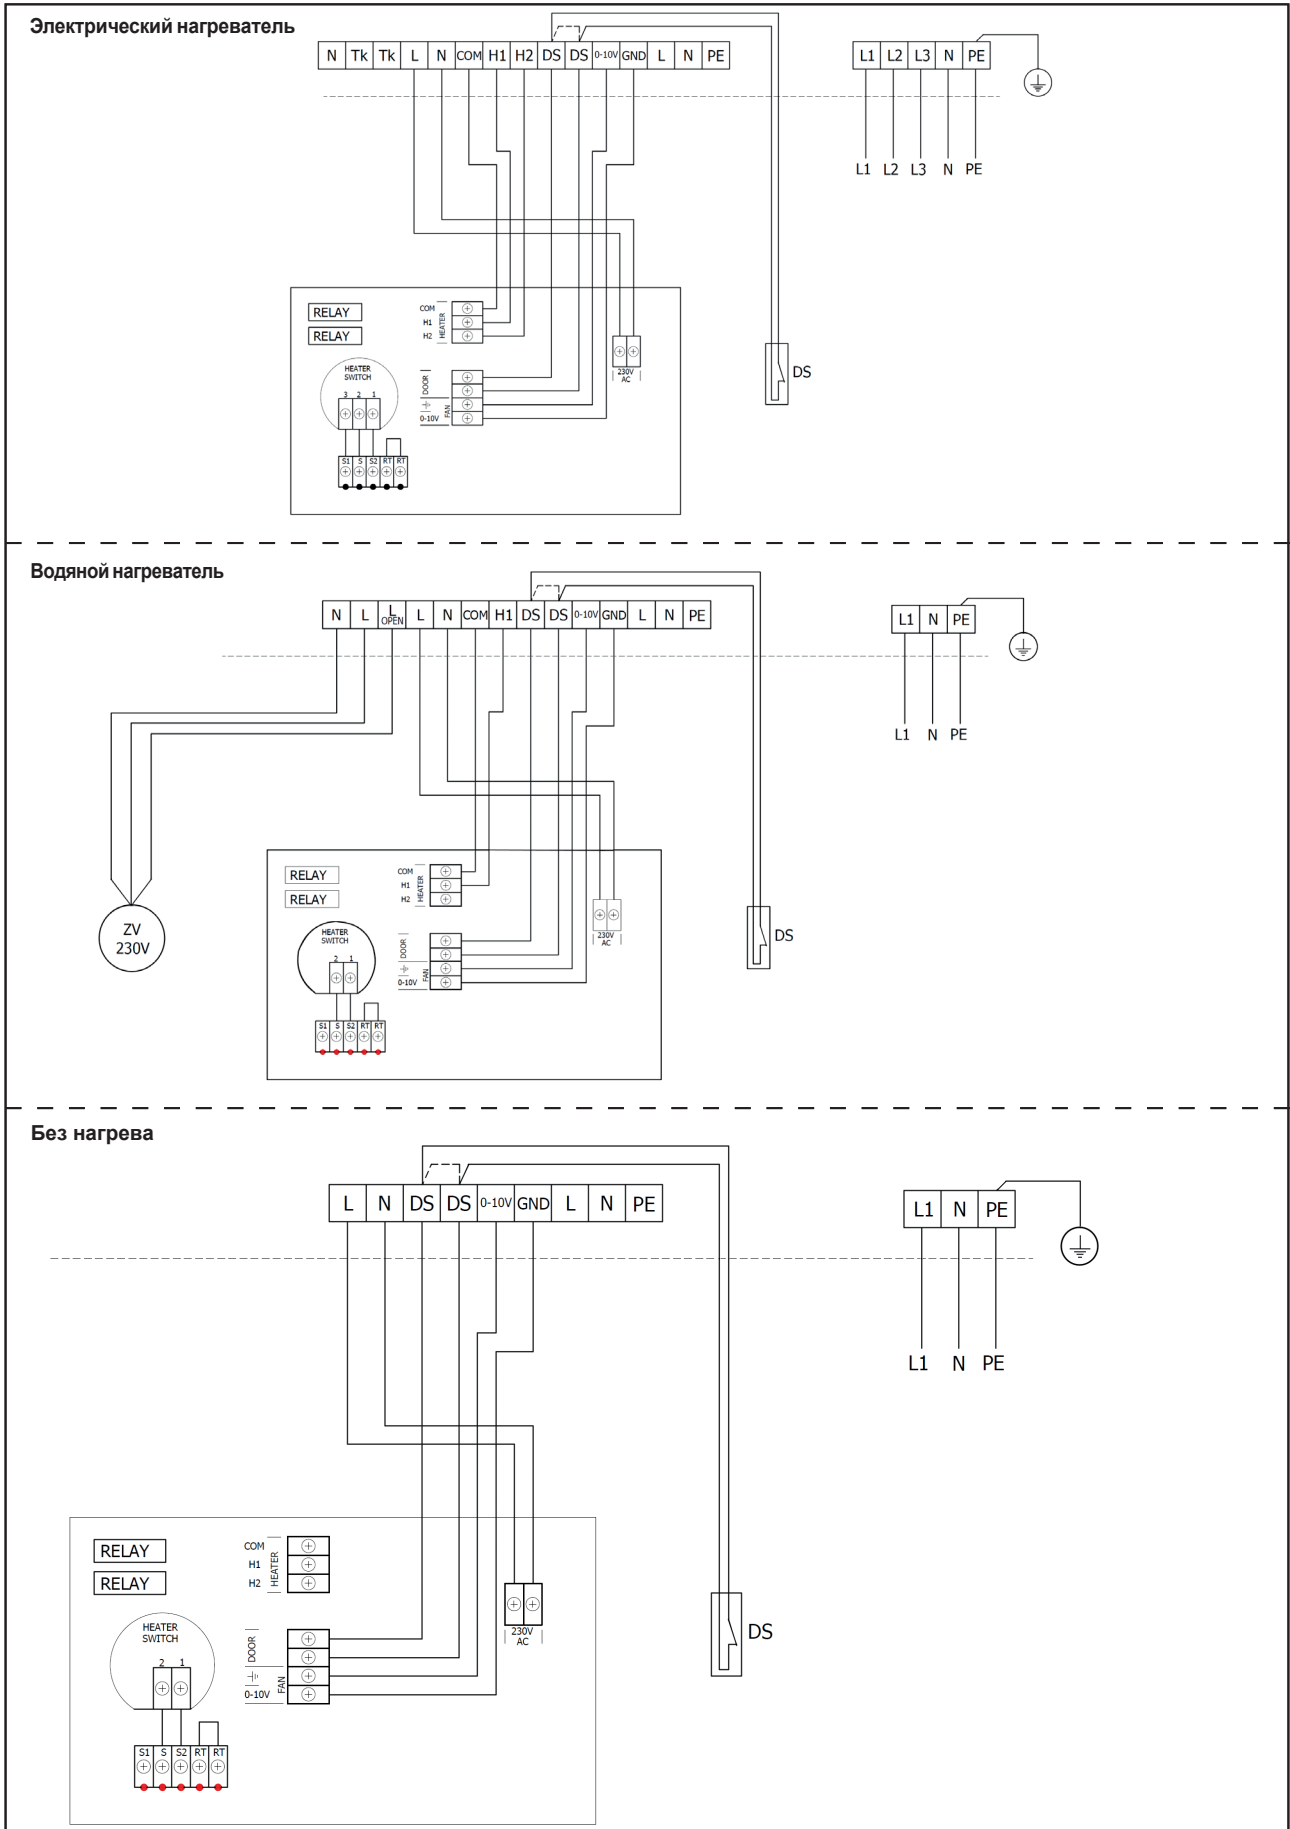 Электрический нагреватель
N Tk Tk L N COM H1 H2 DS DS 0-10V GND L N PE
L1 L2 L3 N PE
L1 L2 L3 N PE
RELAY
RELAY
COM
H1
H2
HEATER
HEATER
SWITCH
3 2 1
DOOR
FAN
0-10V
230V
AC
DS
S1 S S2 RT RT
Водяной нагреватель
N L L OPEN L N COM H1 DS DS 0-10V GND L N PE
L1 N PE
L1 N PE
ZV
230V
RELAY
RELAY
COM
H1
H2
HEATER
HEATER
SWITCH
2 1
DOOR
FAN
0-10V
230V
AC
DS
S1 S S2 RT RT
Без нагрева
L N DS DS 0-10V GND L N PE
L1 N PE
L1 N PE
RELAY
RELAY
COM
H1
H2
HEATER
HEATER
SWITCH
2 1
DOOR
FAN
0-10V
230V
AC
DS
S1 S S2 RT RT